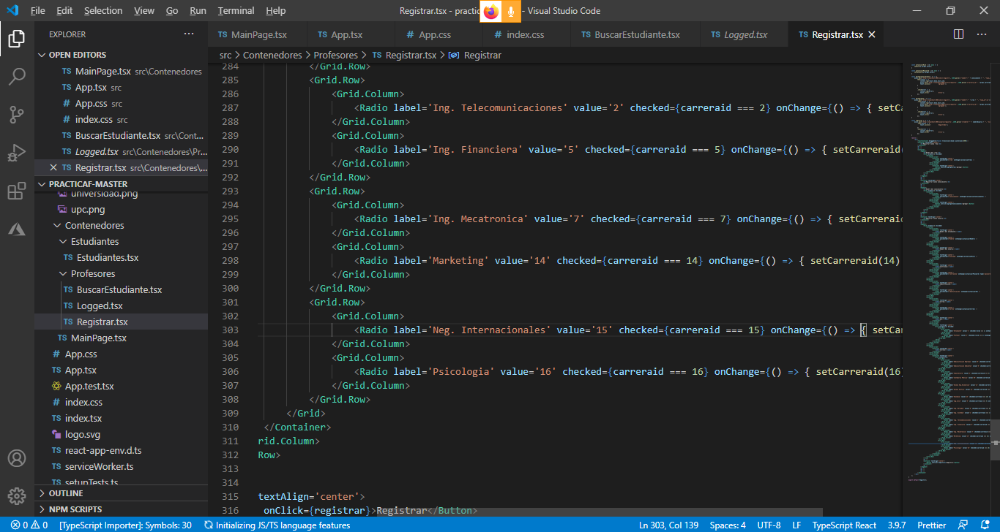 File Edit Selection View Go Run Terminal Help
Registrar.tsx - practic - Visual Studio Code
EXPLORER
OPEN EDITORS
TS MainPage.tsx src\Contenedores
TS App.tsx src
# App.css src
# index.css src
TS BuscarEstudiante.tsx src\Cont...
TS Logged.tsx src\Contenedores\Pr...
TS Registrar.tsx src\Contenedores\...
PRACTICAF-MASTER
universidad.png
upc.png
Contenedores
Estudiantes
TS Estudiantes.tsx
Profesores
TS BuscarEstudiante.tsx
TS Logged.tsx
TS Registrar.tsx
TS MainPage.tsx
# App.css
TS App.tsx
App.test.tsx
# index.css
TS index.tsx
logo.svg
TS react-app-env.d.ts
TS serviceWorker.ts
TS setupTests.ts
OUTLINE
NPM SCRIPTS
TS MainPage.tsx TS App.tsx # App.css # index.css TS BuscarEstudiante.tsx TS Logged.tsx TS Registrar.tsx
src > Contenedores > Profesores > TS Registrar.tsx > Registrar
284 </Grid.Row>
285 <Grid.Row>
286 <Grid.Column>
287 <Radio label='Ing. Telecomunicaciones' value='2' checked={carreraid === 2} onChange={() => { setCa
288 </Grid.Column>
289 <Grid.Column>
290 <Radio label='Ing. Financiera' value='5' checked={carreraid === 5} onChange={() => { setCarreraid(
291 </Grid.Column>
292 </Grid.Row>
293 <Grid.Row>
294 <Grid.Column>
295 <Radio label='Ing. Mecatronica' value='7' checked={carreraid === 7} onChange={() => { setCarreraid
296 </Grid.Column>
297 <Grid.Column>
298 <Radio label='Marketing' value='14' checked={carreraid === 14} onChange={() => { setCarreraid(14)
299 </Grid.Column>
300 </Grid.Row>
301 <Grid.Row>
302 <Grid.Column>
303 <Radio label='Neg. Internacionales' value='15' checked={carreraid === 15} onChange={() => { setCar
304 </Grid.Column>
305 <Grid.Column>
306 <Radio label='Psicologia' value='16' checked={carreraid === 16} onChange={() => { setCarreraid(16)
307 </Grid.Column>
308 </Grid.Row>
309 </Grid>
310 </Container>
311 rid.Column>
312 Row>
313
314
315 textAlign='center'>
316 onClick={registrar}>Registrar</Button>
0 0 [TypeScript Importer]: Symbols: 30 Initializing JS/TS language features Ln 303, Col 139 Spaces: 4 UTF-8 LF TypeScript React 3.9.7 Prettier